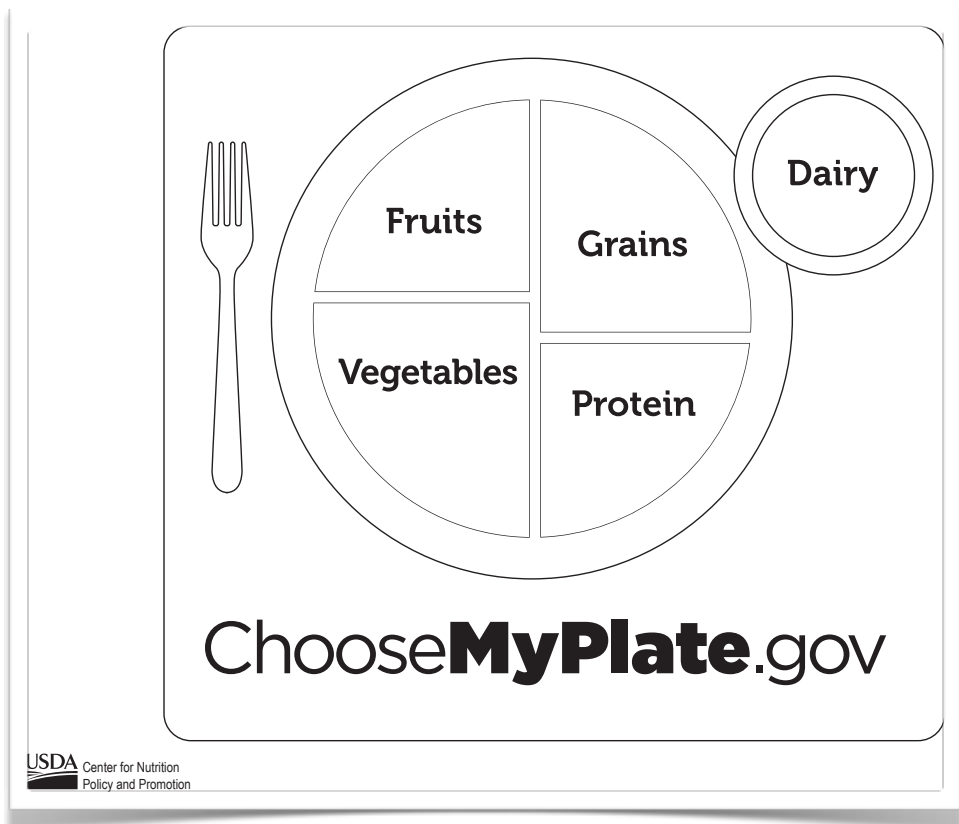 Dairy
Fruits
Grains
Vegetables
Protein
ChooseMyPlate.gov
USDA
Center for Nutrition
Policy and Promotion